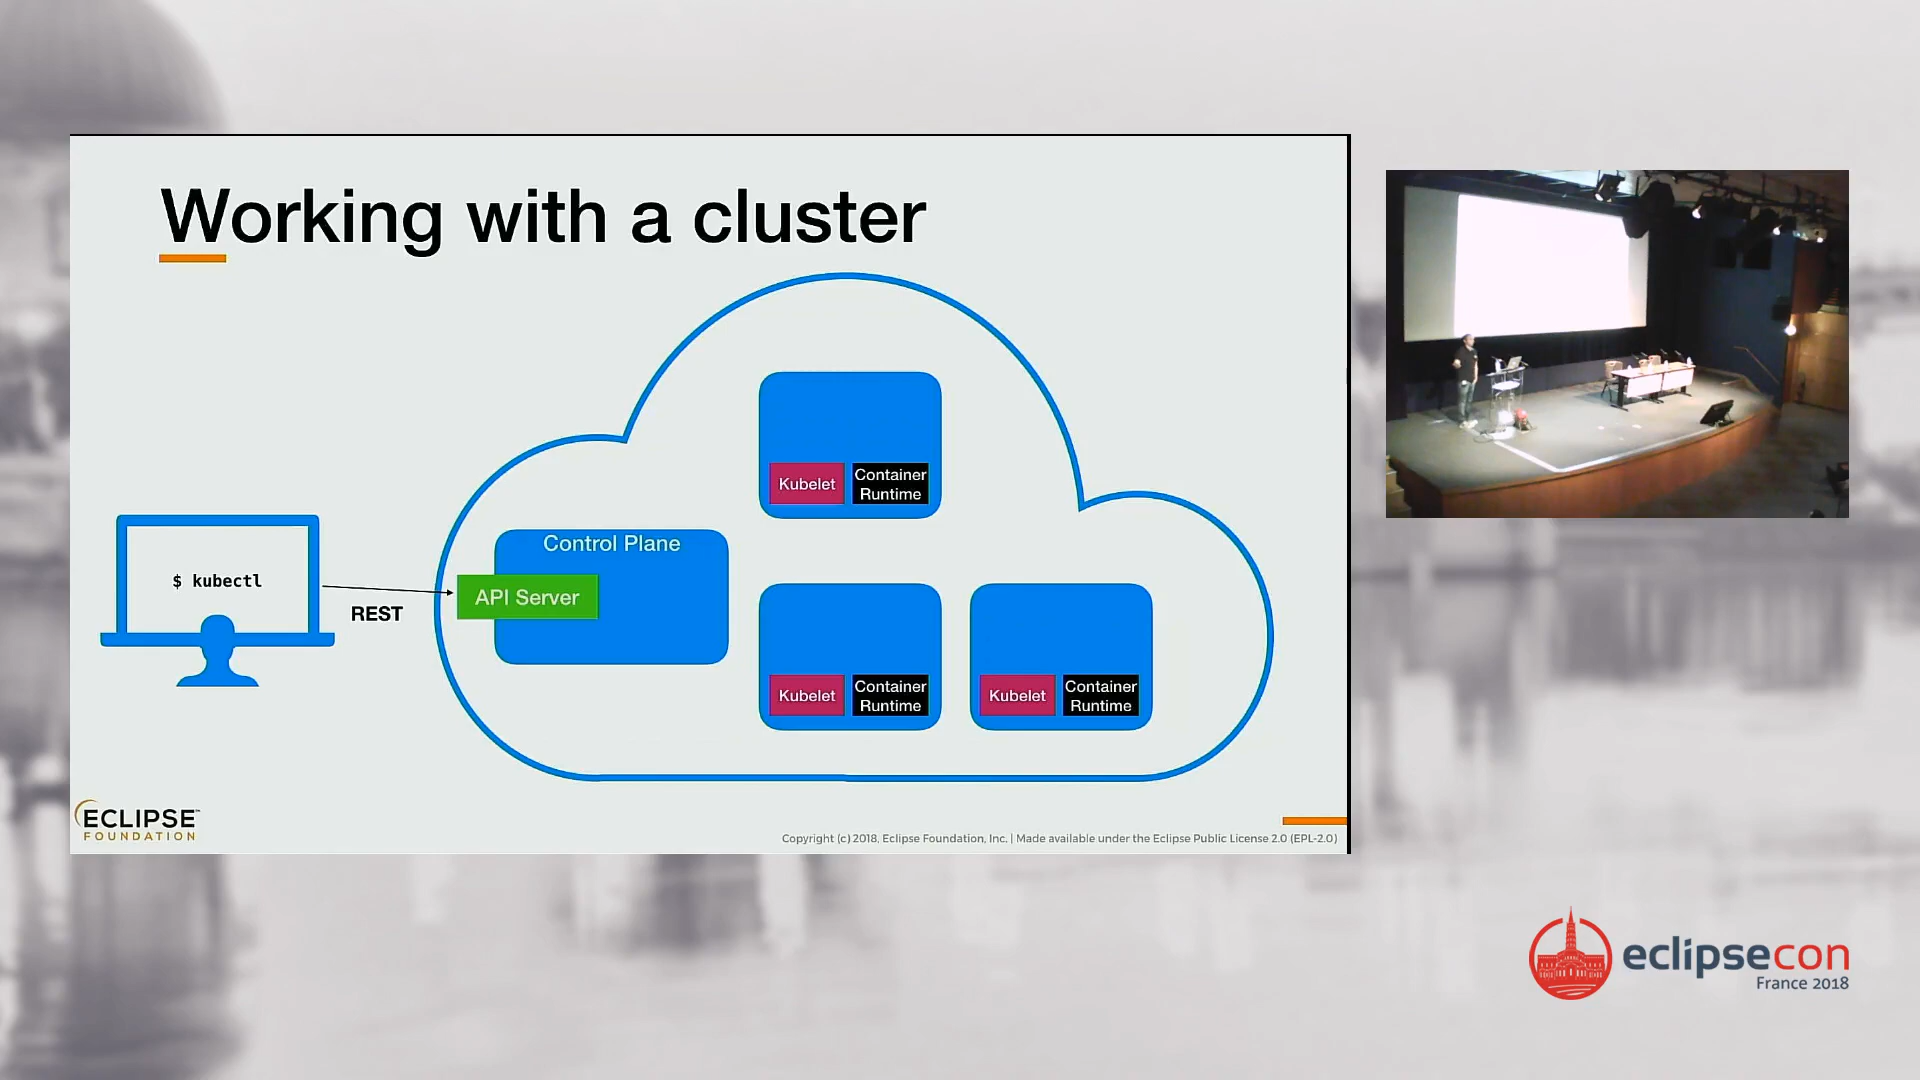 Working with a cluster
Kubelet
Container
Runtime
Control Plane
$ kubectl
API Server
REST
Kubelet
Container
Runtime
Kubelet
Container
Runtime
ECLIPSE™
FOUNDATION
Copyright (c) 2018, Eclipse Foundation, Inc. | Made available under the Eclipse Public License 2.0 (EPL-2.0)
eclipsecon
France 2018